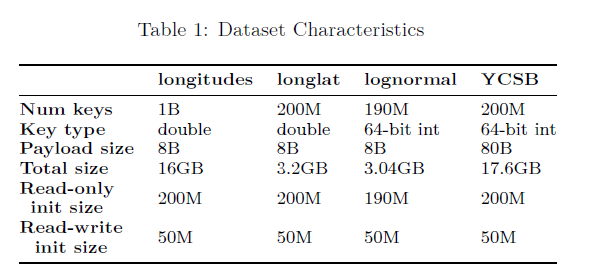 Table 1: Dataset Characteristics
longitudes longlat lognormal YCSB
Num keys 1B 200M 190M 200M
Key type double double 64-bit int 64-bit int
Payload size 8B 8B 8B 80B
Total size 16GB 3.2GB 3.04GB 17.6GB
Read-only
init size 200M 200M 190M 200M
Read-write
init size 50M 50M 50M 50M